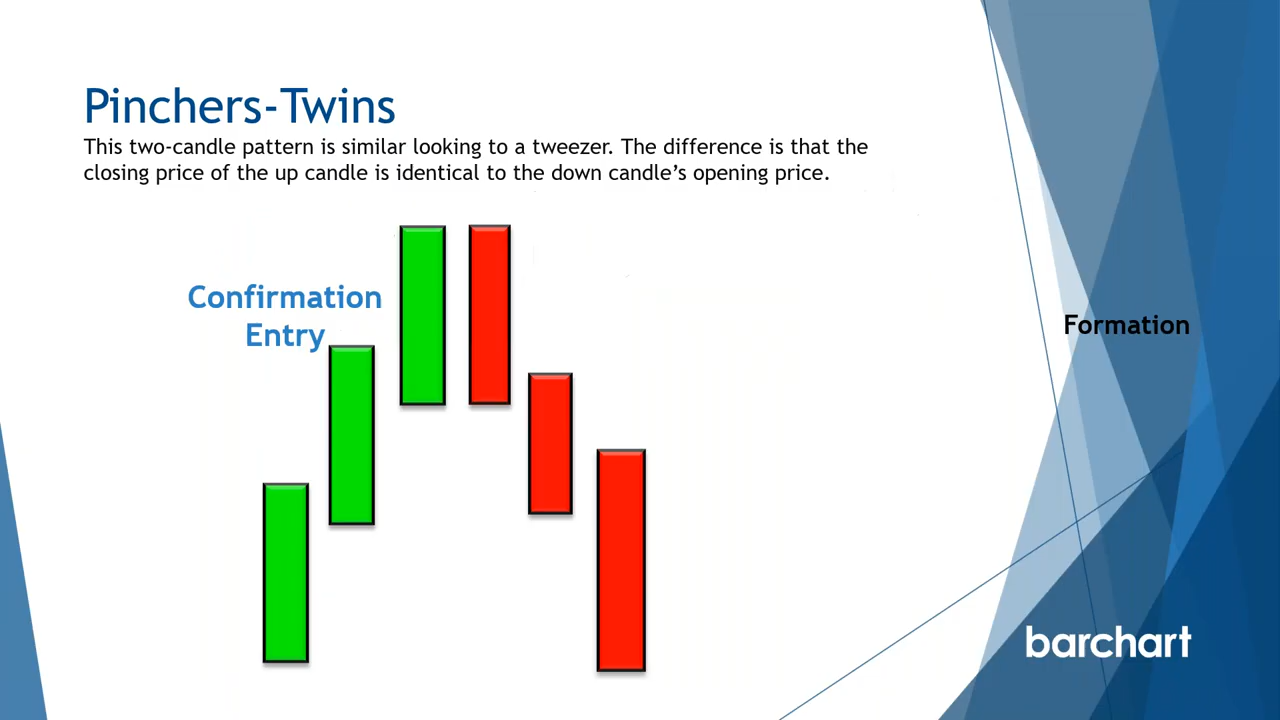 Pinchers-Twins
This two-candle pattern is similar looking to a tweezer. The difference is that the
closing price of the up candle is identical to the down candle’s opening price.
Confirmation
Entry
Formation
barchart